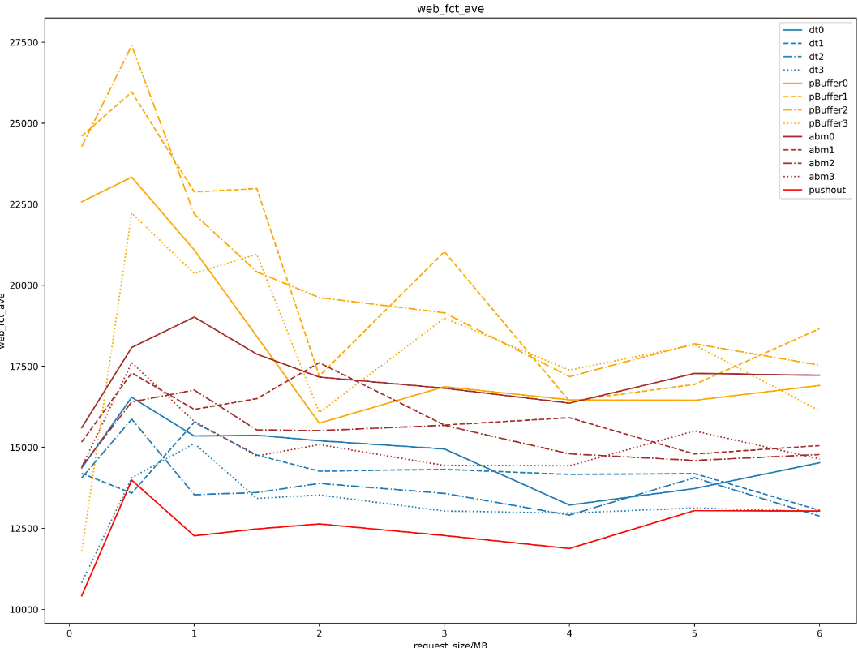 web_fct_ave
27500
25000
22500
20000
17500
15000
12500
10000
web_fct_ave
0 1 2 3 4 5 6
request_size/MB
dt0
dt1
dt2
dt3
pBuffer0
pBuffer1
pBuffer2
pBuffer3
abm0
abm1
abm2
abm3
pushout